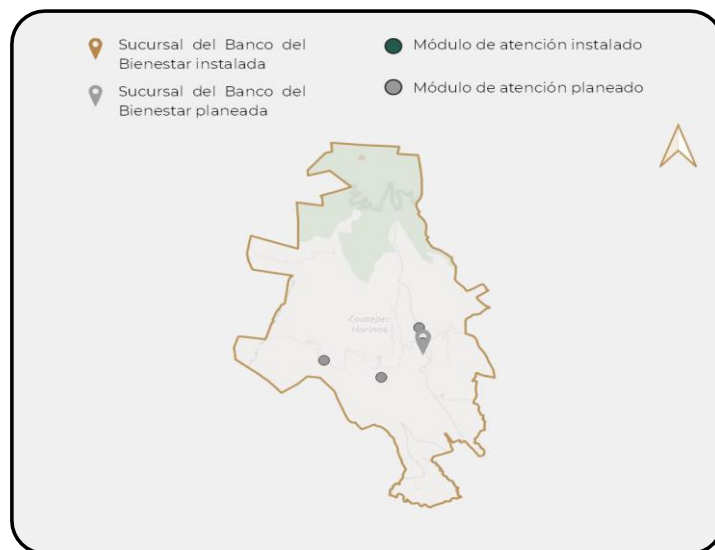 Sucursal del Banco del
Bienestar instalada
Sucursal del Banco del
Bienestar planeada
Módulo de atención instalado
Módulo de atención planeado
Coatepec
Harinas